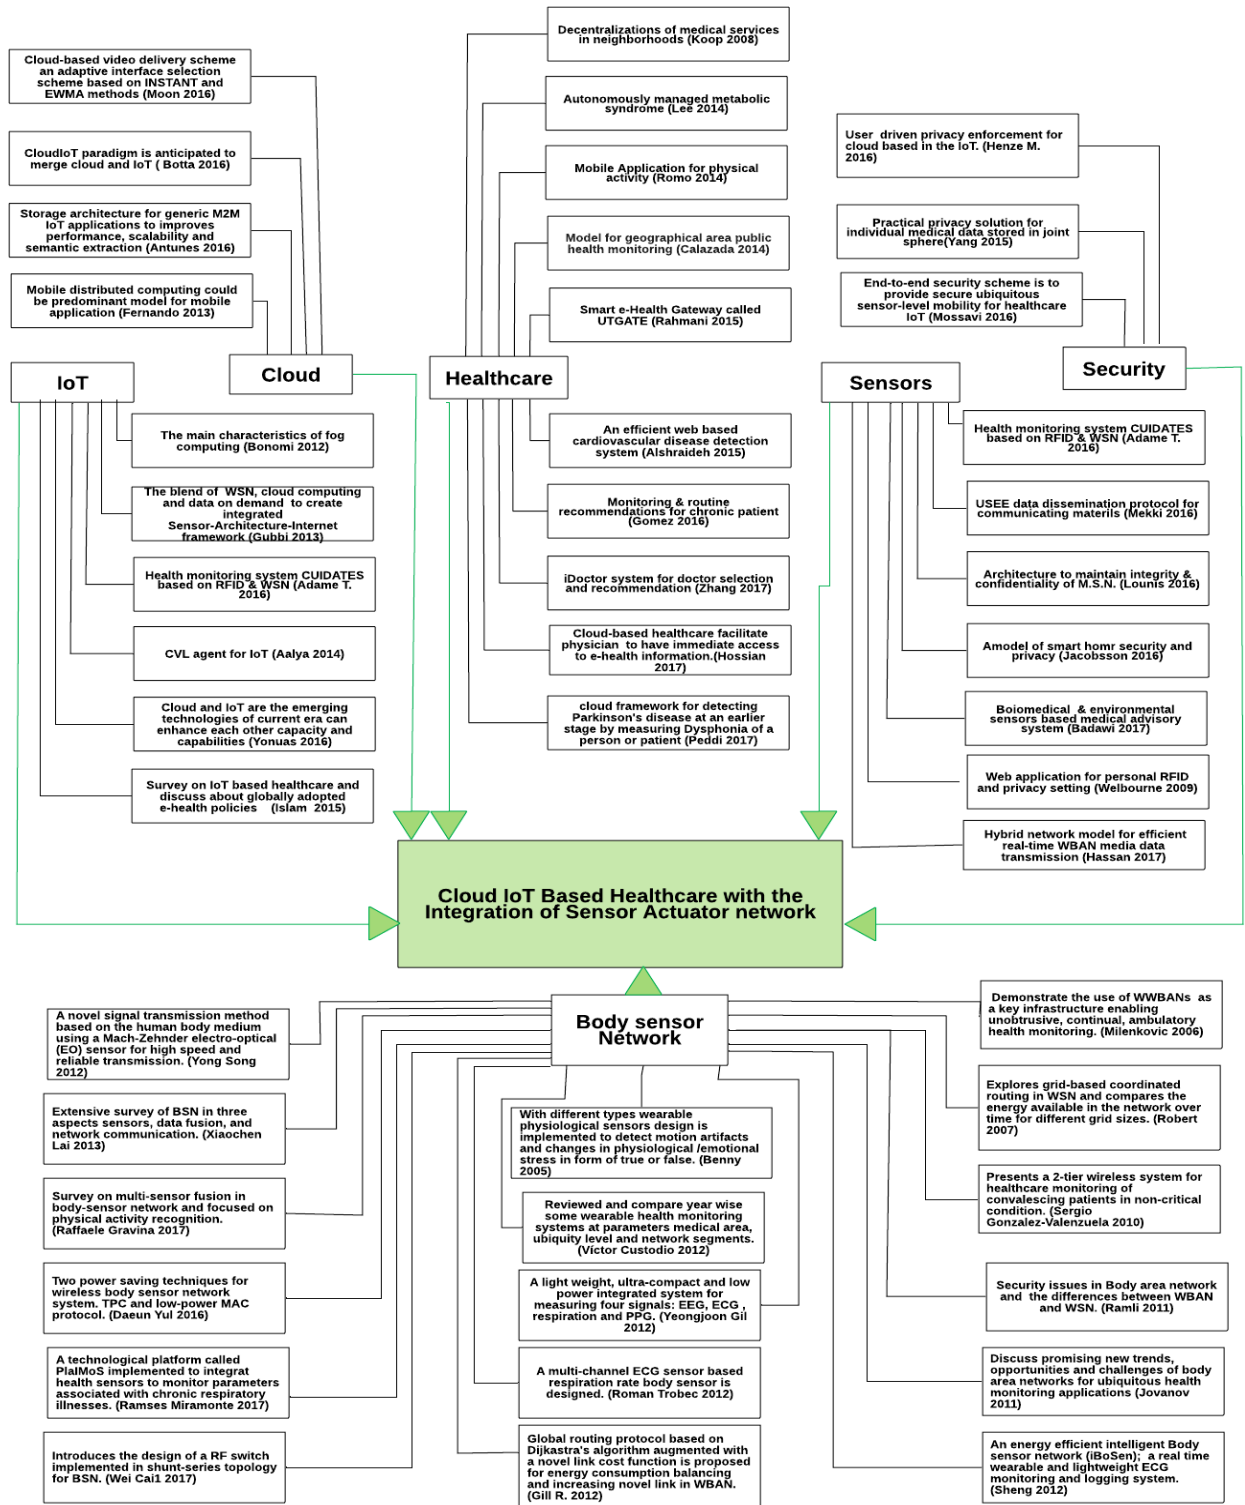 Cloud-based video delivery scheme
an adaptive interface selection
scheme based on INSTANT and
EWMA methods (Moon 2016)
CloudIoT paradigm is anticipated to
merge cloud and IoT ( Botta 2016)
Storage architecture for generic M2M
IoT applications to improves
performance, scalability and
semantic extraction (Antunes 2016)
Mobile distributed computing could
be predominant model for mobile
application (Fernando 2013)
Cloud
Decentralizations of medical services
in neighborhoods (Koop 2008)
Autonomously managed metabolic
syndrome (Lee 2014)
Mobile Application for physical
activity (Romo 2014)
Model for geographical area public
health monitoring (Calazada 2014)
Smart e-Health Gateway called
UTGATE (Rahmani 2015)
Healthcare
User  driven privacy enforcement for
cloud based in the IoT. (Henze M.
2016)
Practical privacy solution for
individual medical data stored in joint
sphere(Yang 2015)
End-to-end security scheme is to
provide secure ubiquitous
sensor-level mobility for healthcare
IoT (Mossavi 2016)
Security
IoT
The main characteristics of fog
computing (Bonomi 2012)
The blend of  WSN, cloud computing
and data on demand  to create
integrated
Sensor-Architecture-Internet
framework (Gubbi 2013)
Health monitoring system CUIDATES
based on RFID & WSN (Adame T.
2016)
CVL agent for IoT (Aalya 2014)
Cloud and IoT are the emerging
technologies of current era can
enhance each other capacity and
capabilities (Yonuas 2016)
Survey on IoT based healthcare and
discuss about globally adopted
e-health policies    (Islam  2015)
An efficient web based
cardiovascular disease detection
system (Alshraideh 2015)
Monitoring & routine
recommendations for chronic patient
(Gomez 2016)
iDoctor system for doctor selection
and recommendation (Zhang 2017)
Cloud-based healthcare facilitate
physician  to have immediate access
to e-health information.(Hossian
2017)
cloud framework for detecting
Parkinson's disease at an earlier
stage by measuring Dysphonia of a
person or patient (Peddi 2017)
Sensors
Health monitoring system CUIDATES
based on RFID & WSN (Adame T.
2016)
USEE data dissemination protocol for
communicating materils (Mekki 2016)
Architecture to maintain integrity &
confidentiality of M.S.N. (Lounis 2016)
Amodel of smart homr security and
privacy (Jacobsson 2016)
Boiomedical  & environmental
sensors based medical advisory
system (Badawi 2017)
Web application for personal RFID
and privacy setting (Welbourne 2009)
Hybrid network model for efficient
real-time WBAN media data
transmission (Hassan 2017)
Cloud IoT Based Healthcare with the
Integration of Sensor Actuator network
Body sensor
Network
A novel signal transmission method
based on the human body medium
using a Mach-Zehnder electro-optical
(EO) sensor for high speed and
reliable transmission. (Yong Song
2012)
Extensive survey of BSN in three
aspects sensors, data fusion, and
network communication. (Xiaochen
Lai 2013)
Survey on multi-sensor fusion in
body-sensor network and focused on
physical activity recognition.
(Raffaele Gravina 2017)
Two power saving techniques for
wireless body sensor network
system. TPC and low-power MAC
protocol. (Daeun Yul 2016)
A technological platform called
PlaIMoS implemented to integrat
health sensors to monitor parameters
associated with chronic respiratory
illnesses. (Ramses Miramonte 2017)
Introduces the design of a RF switch
implemented in shunt-series topology
for BSN. (Wei Cai1 2017)
With different types wearable
physiological sensors design is
implemented to detect motion artifacts
and changes in physiological /emotional
stress in form of true or false. (Benny
2005)
Reviewed and compare year wise
some wearable health monitoring
systems at parameters medical area,
ubiquity level and network segments.
(Víctor Custodio 2012)
A light weight, ultra-compact and low
power integrated system for
measuring four signals: EEG, ECG ,
respiration and PPG. (Yeongjoon Gil
2012)
A multi-channel ECG sensor based
respiration rate body sensor is
designed. (Roman Trobec 2012)
Global routing protocol based on
Dijkastra's algorithm augmented with
a novel link cost function is proposed
for energy consumption balancing
and increasing novel link in WBAN.
(Gill R. 2012)
Demonstrate the use of WWBANs  as
a key infrastructure enabling
unobtrusive, continual, ambulatory
health monitoring. (Milenkovic 2006)
Explores grid-based coordinated
routing in WSN and compares the
energy available in the network over
time for different grid sizes. (Robert
2007)
Presents a 2-tier wireless system for
healthcare monitoring of
convalescing patients in non-critical
condition. (Sergio
Gonzalez-Valenzuela 2010)
Security issues in Body area network
and  the differences between WBAN
and WSN. (Ramli 2011)
Discuss promising new trends,
opportunities and challenges of body
area networks for ubiquitous health
monitoring applications (Jovanov
2011)
An energy efficient intelligent Body
sensor network (iBoSen);  a real time
wearable and lightweight ECG
monitoring and logging system.
(Sheng 2012)